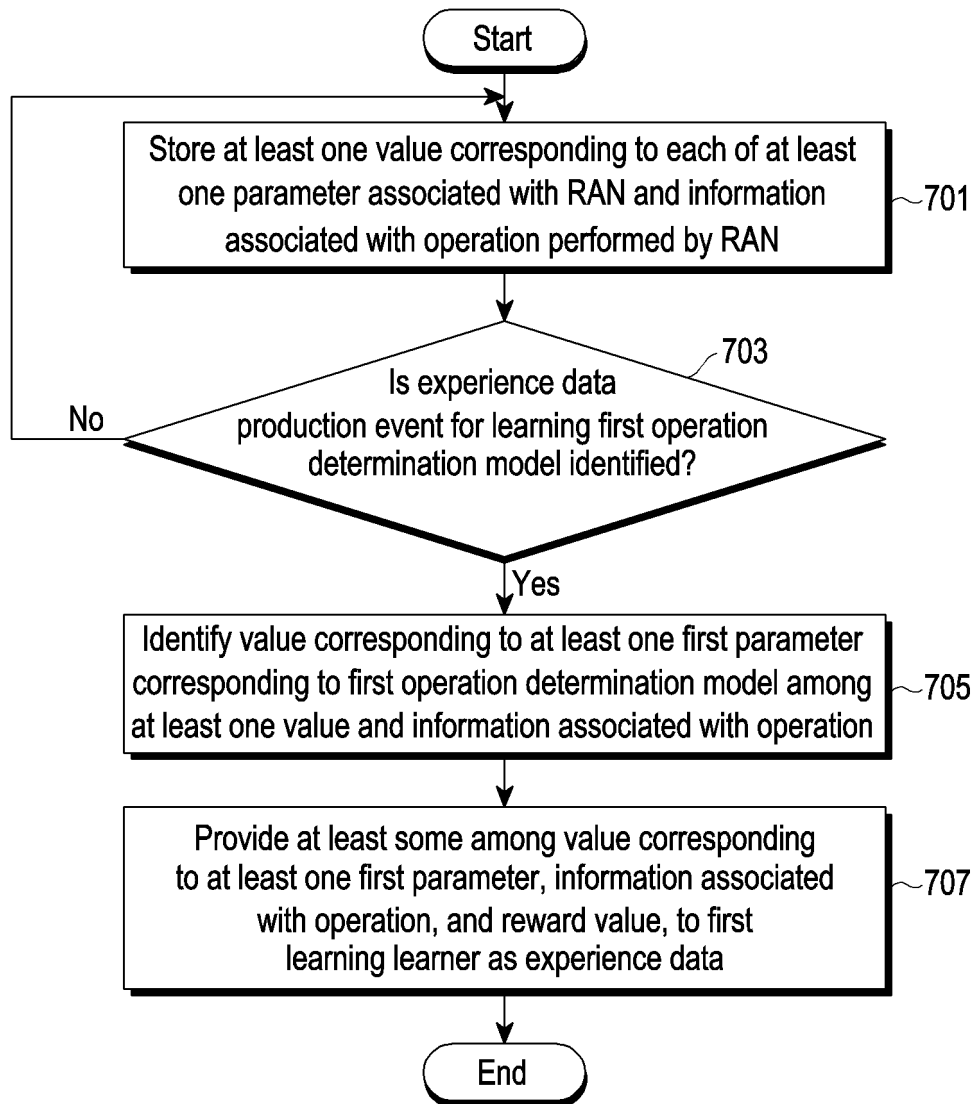 Start
Store at least one value corresponding to each of at least
one parameter associated with RAN and information
associated with operation performed by RAN
701
703
Is experience data
production event for learning first operation
determination model identified?
No
Yes
Identify value corresponding to at least one first parameter
corresponding to first operation determination model among
at least one value and information associated with operation
705
Provide at least some among value corresponding
to at least one first parameter, information associated
with operation, and reward value, to first
learning learner as experience data
707
End